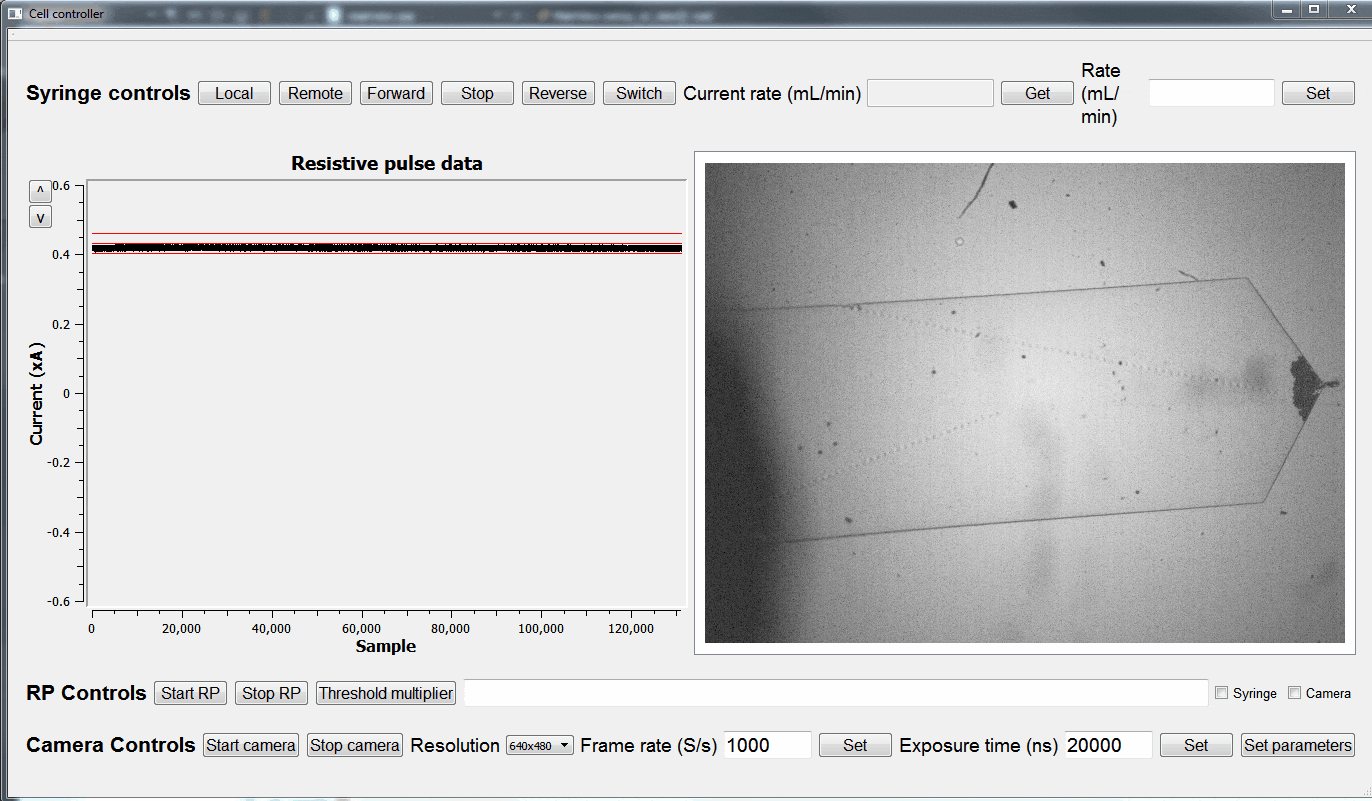 Cell controller
Syringe controls Local Remote Forward Stop Reverse Switch Current rate (mL/min) Get Rate (mL/min) Set
Resistive pulse data
^
v
0.6
0.4
0.2
0
-0.2
-0.4
-0.6
Current (xA)
0 20,000 40,000 60,000 80,000 100,000 120,000
Sample
RP Controls Start RP Stop RP Threshold multiplier Syringe Camera
Camera Controls Start camera Stop camera Resolution 640x480 Frame rate (S/s) 1000 Set Exposure time (ns) 20000 Set Set parameters